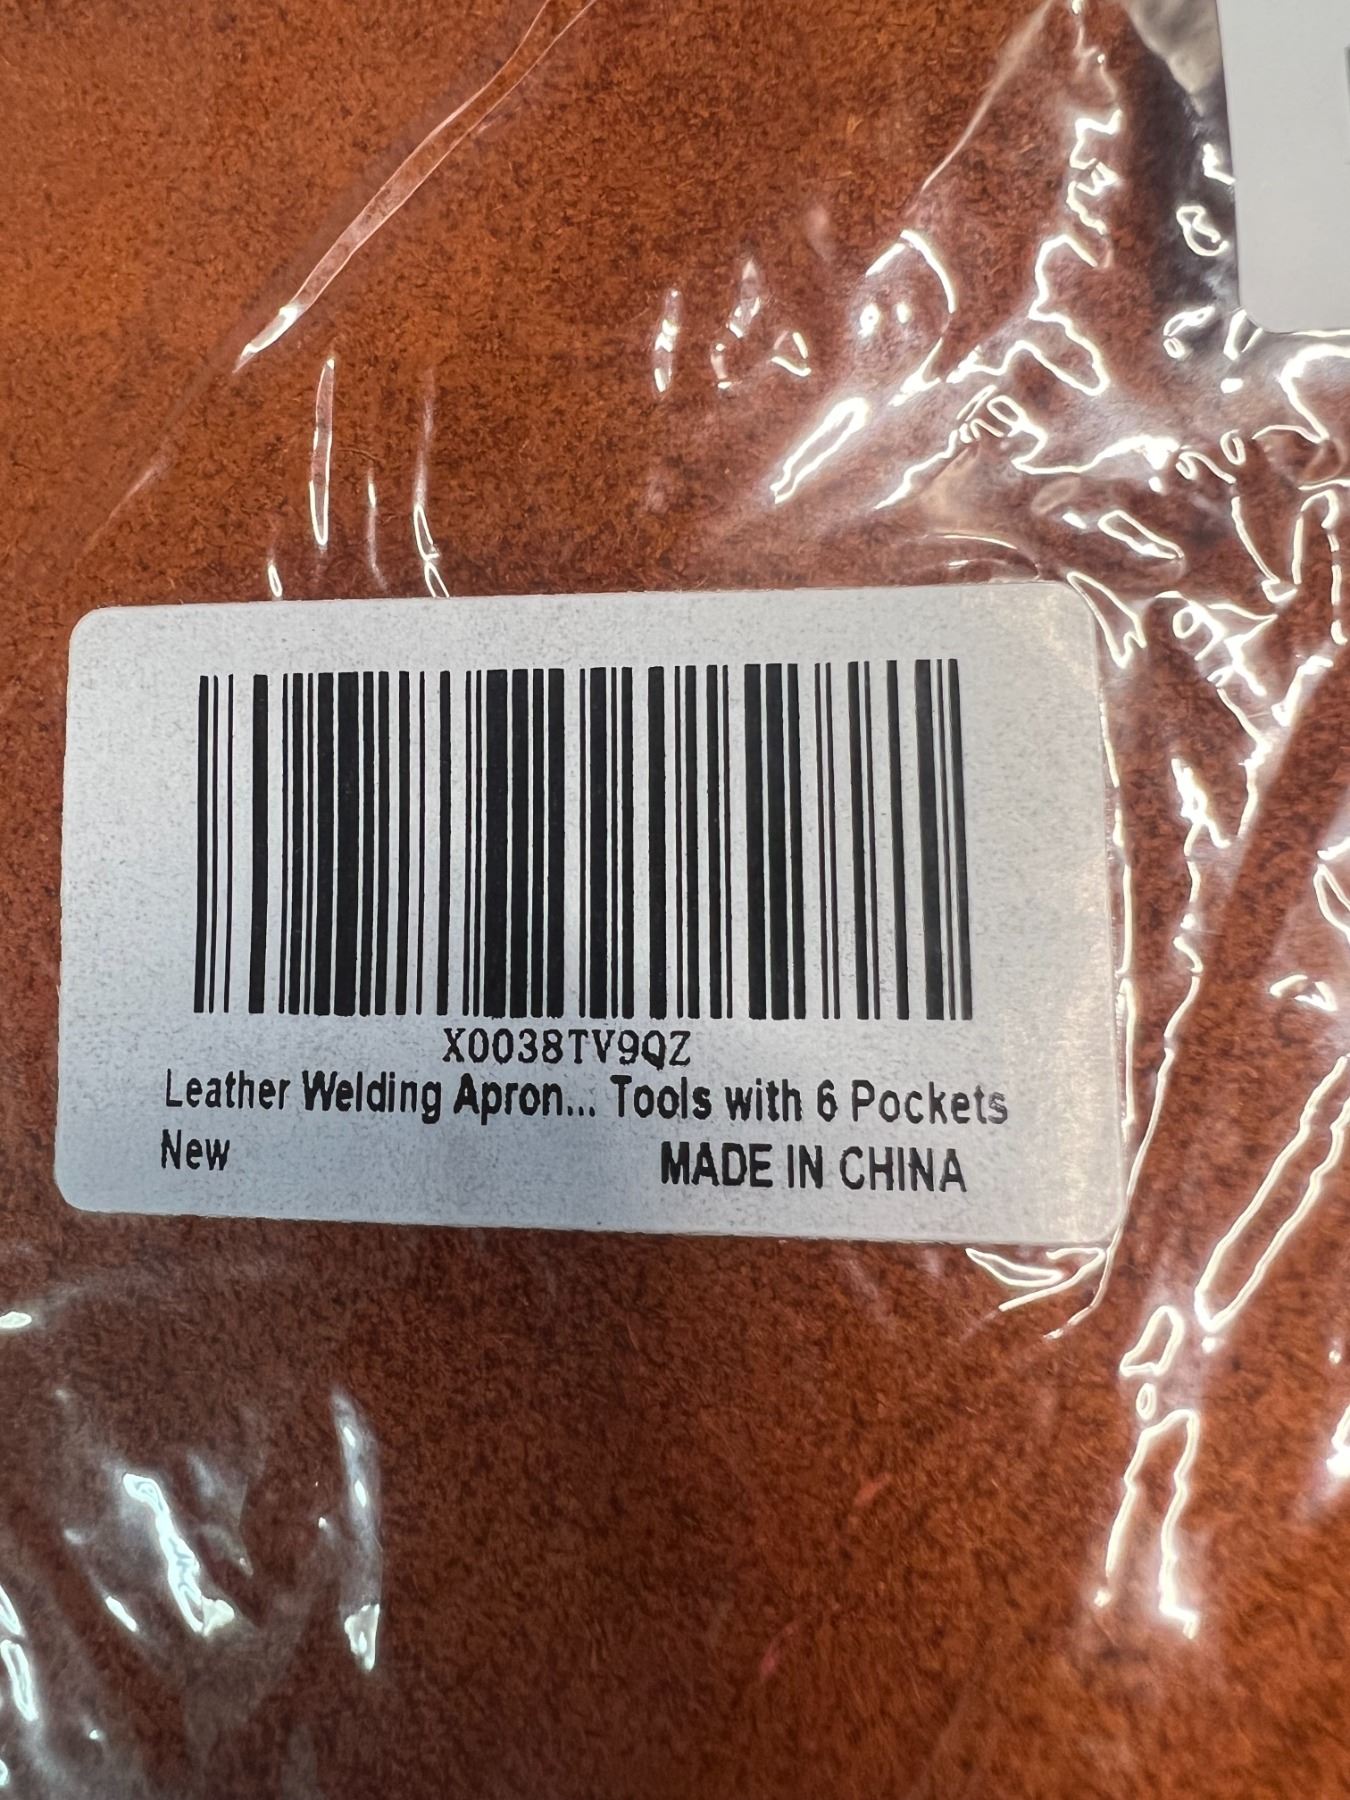 X0038TV9QZ
Leather Welding Apron... Tools with 6 Pockets
New MADE IN CHINA